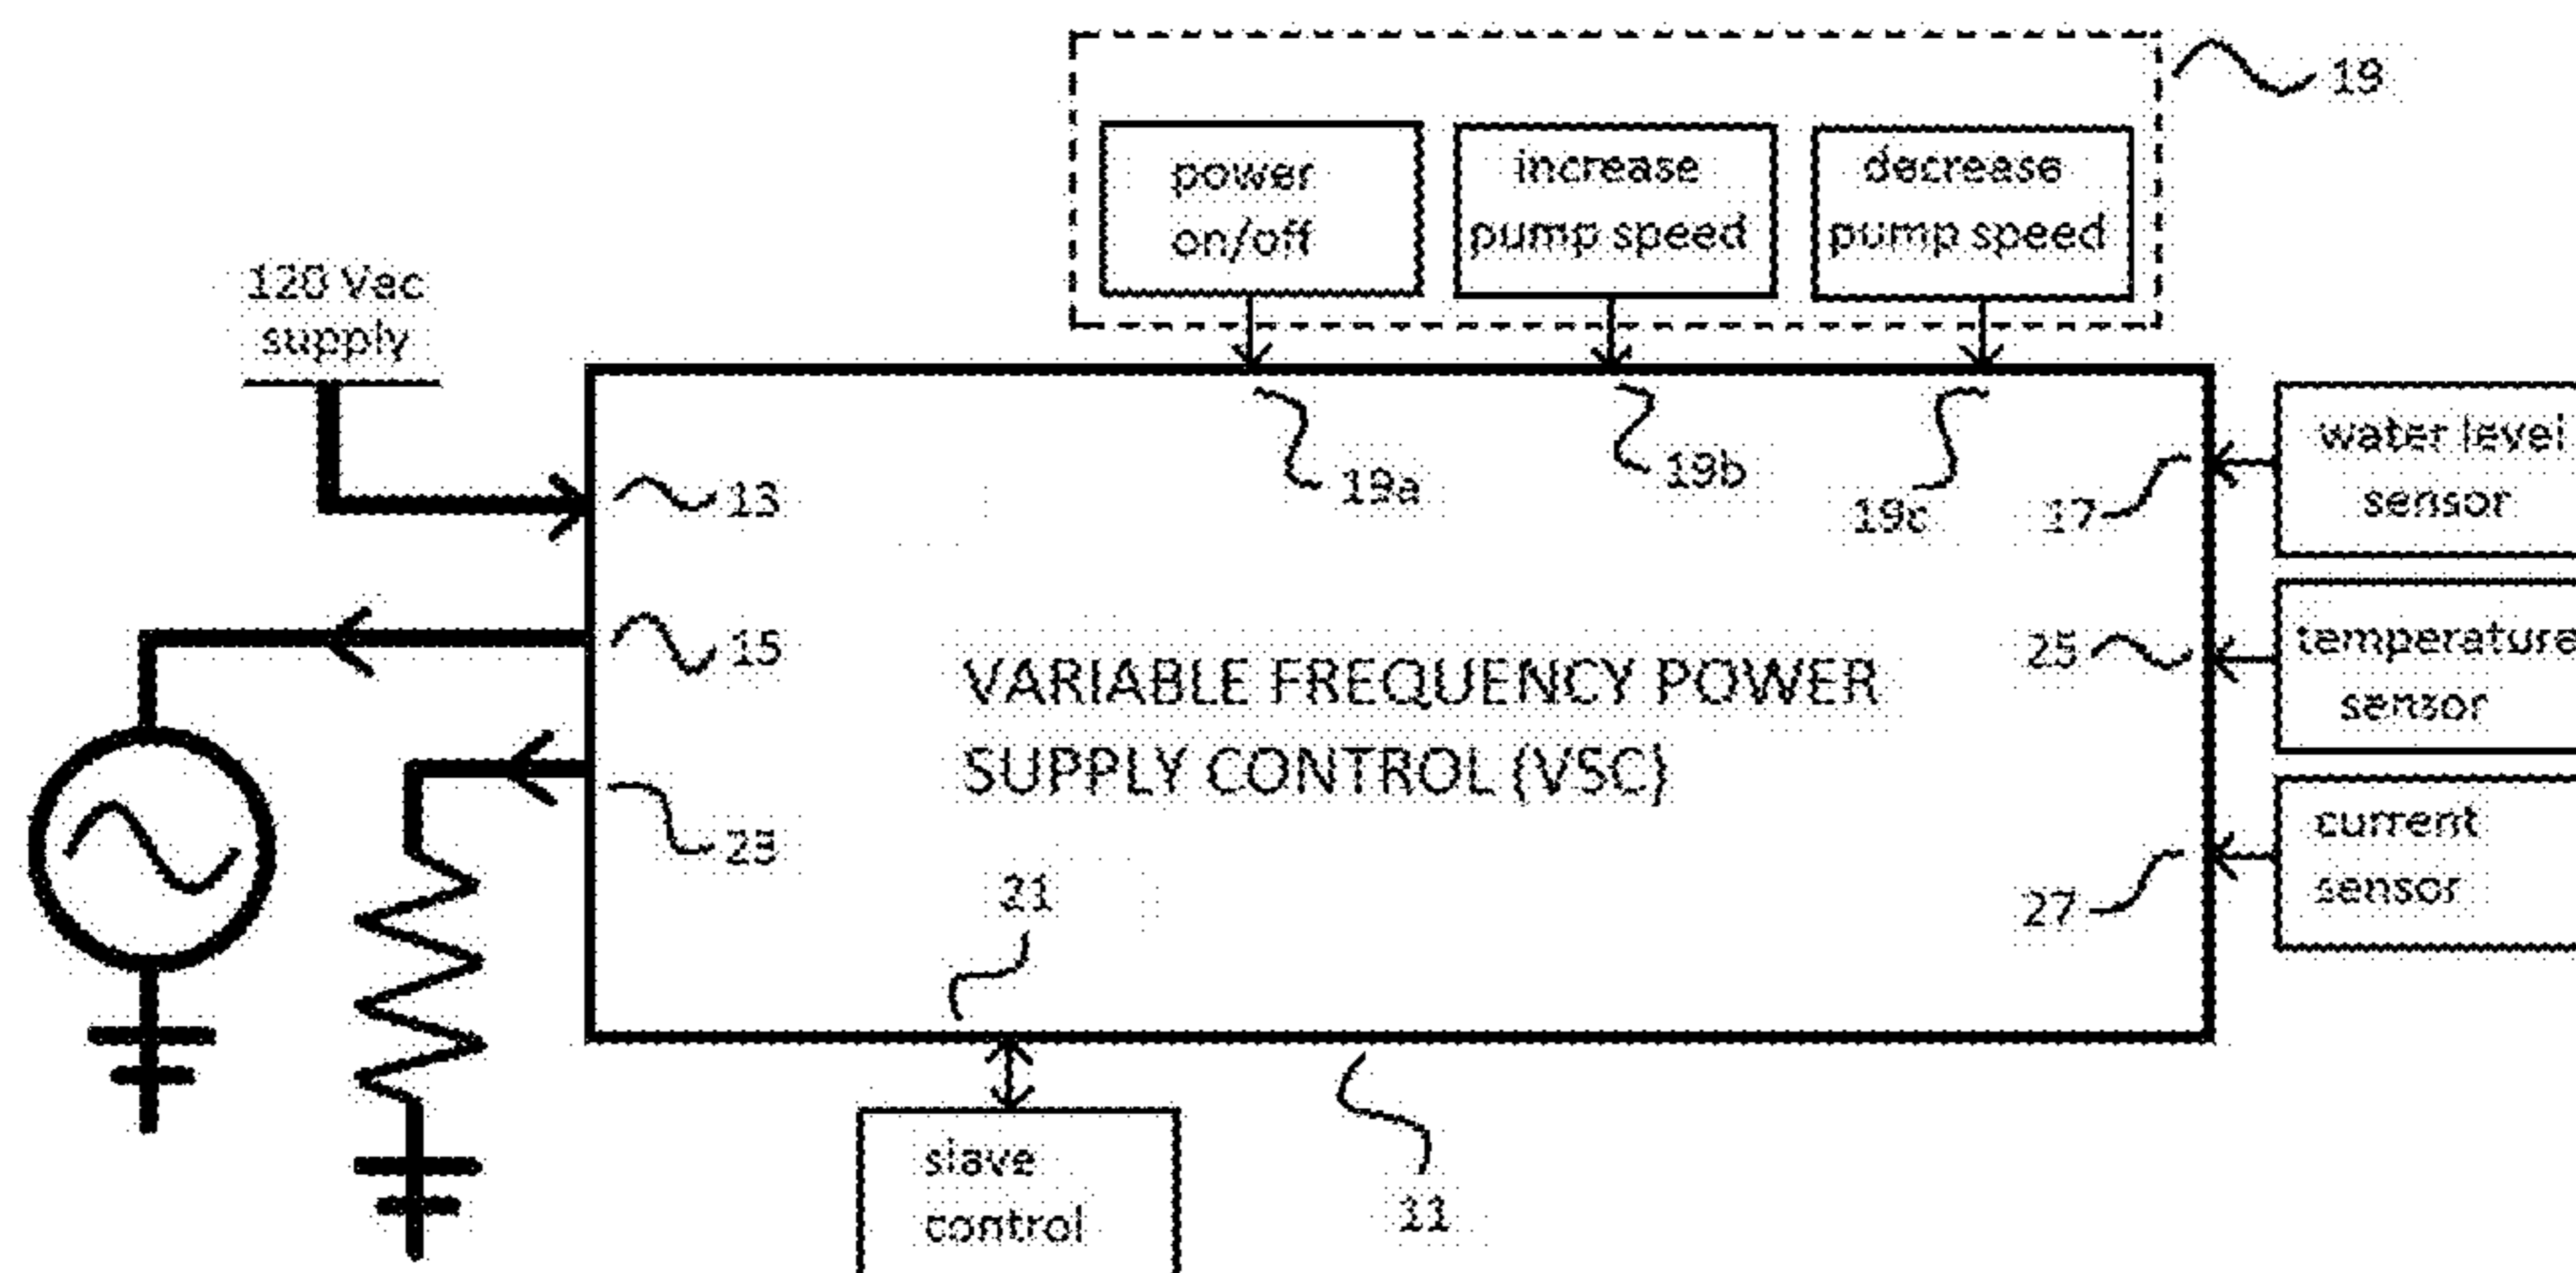 19
power
on/off
increase
pump speed
decrease
pump speed
120 Vac
supply
13
19a
19b
19c
17
water level
sensor
15
VARIABLE FREQUENCY POWER
SUPPLY CONTROL (VSC)
25
temperature
sensor
23
21
27
current
sensor
slave
control
11